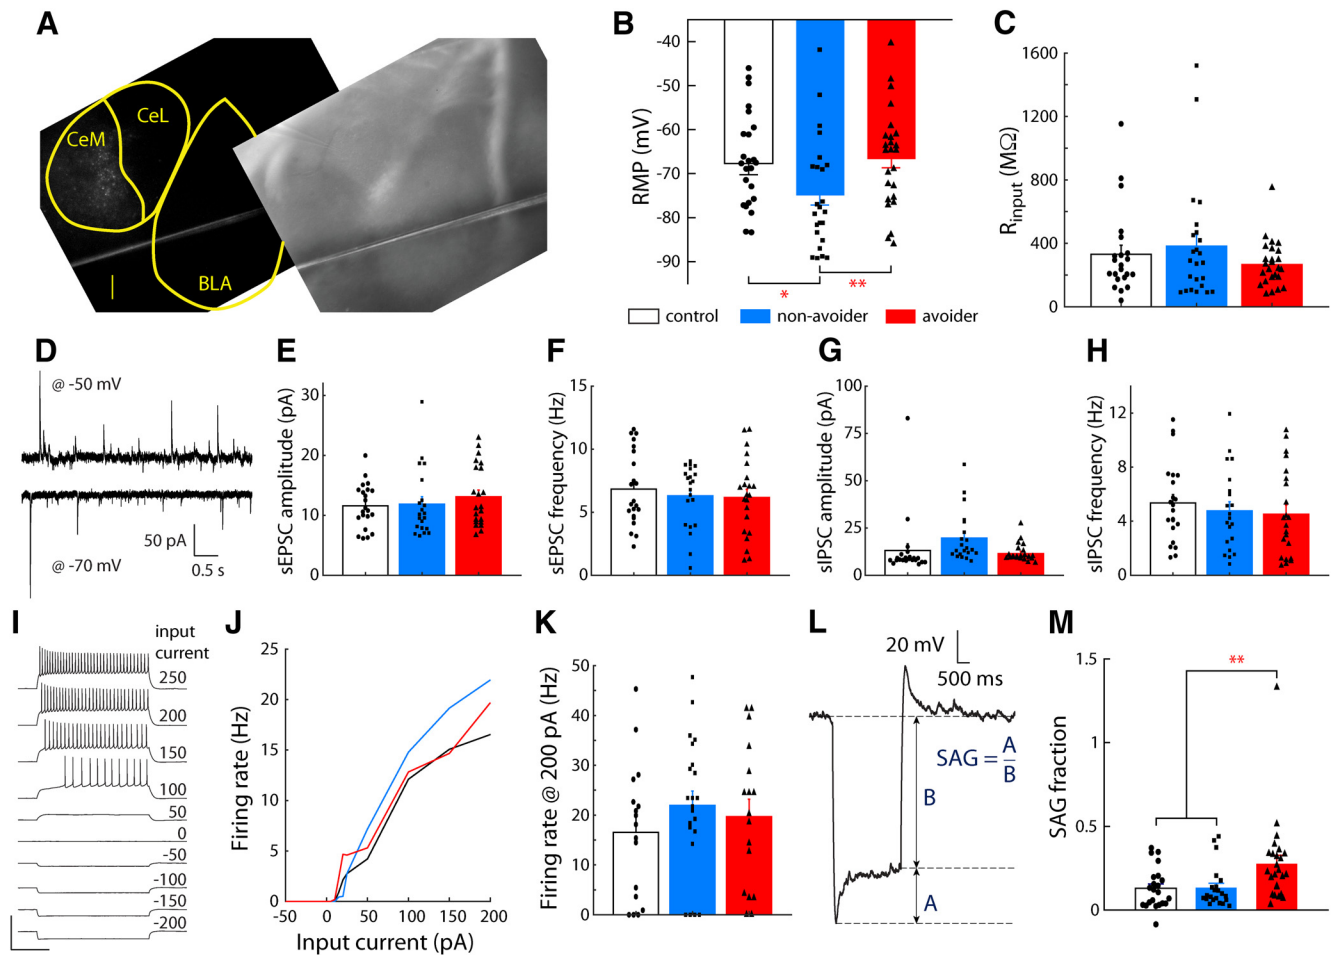 A
CeM
CeL
BLA
B
RMP (mV)
-40
-50
-60
-70
-80
-90
*
**
control
non-avoider
avoider
C
Rinput (MΩ)
1600
1200
800
400
0
D
@ -50 mV
50 pA
0.5 s
@ -70 mV
E
sEPSC amplitude (pA)
30
20
10
0
F
sEPSC frequency (Hz)
15
10
5
0
G
sIPSC amplitude (pA)
100
75
50
25
0
H
sIPSC frequency (Hz)
12
8
4
0
I
input
current
250
200
150
100
50
0
-50
-100
-150
-200
J
Firing rate (Hz)
25
20
15
10
5
0
-50
0
50
100
150
200
Input current (pA)
K
Firing rate @ 200 pA (Hz)
50
40
30
20
10
0
L
20 mV
500 ms
SAG = A/B
B
A
M
SAG fraction
1.5
1
0.5
0
**